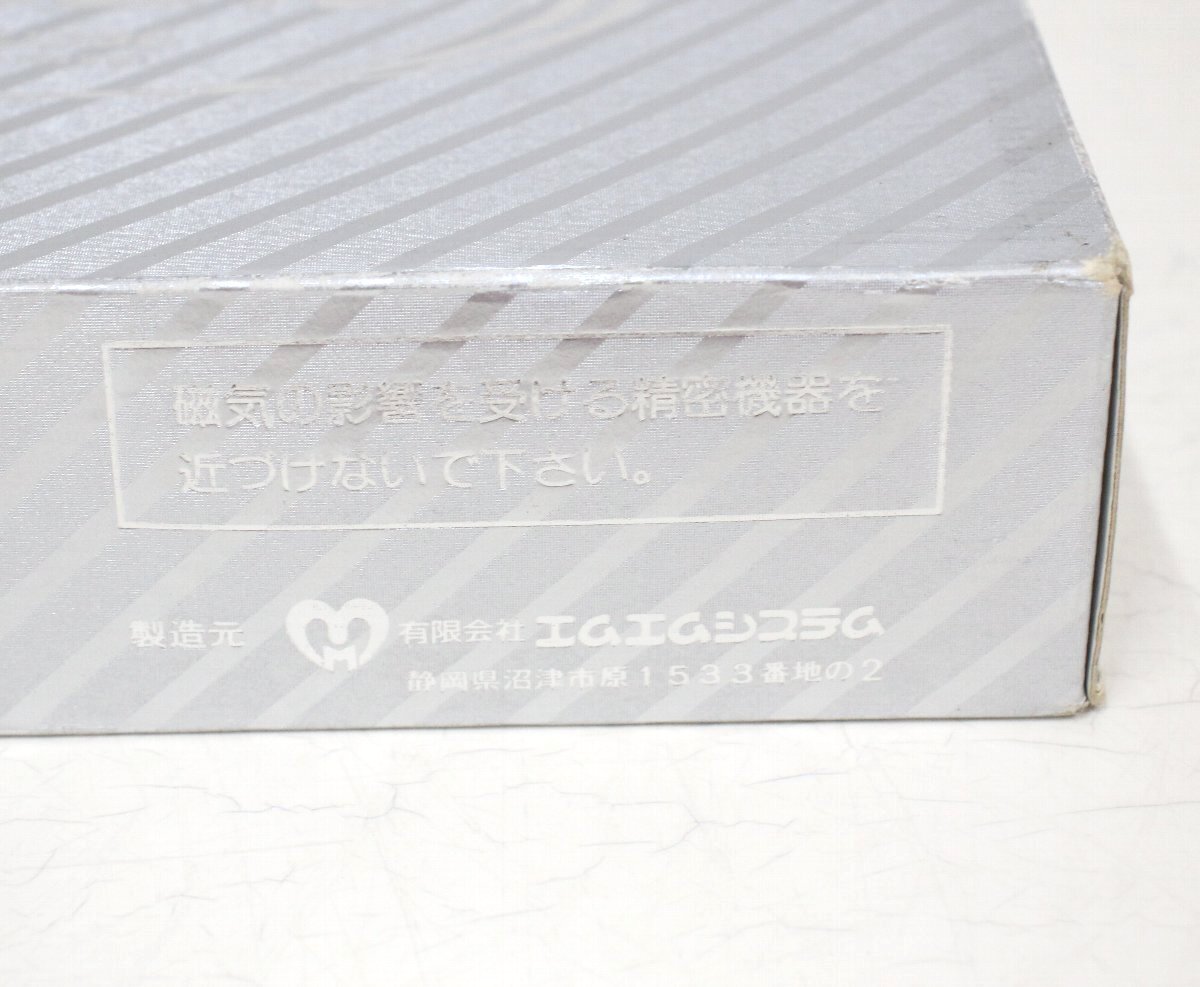 磁気の影響を受ける精密機器を
近づけないで下さい。
製造元 有限会社 エムエムシステム
静岡県沼津市原1533番地の2